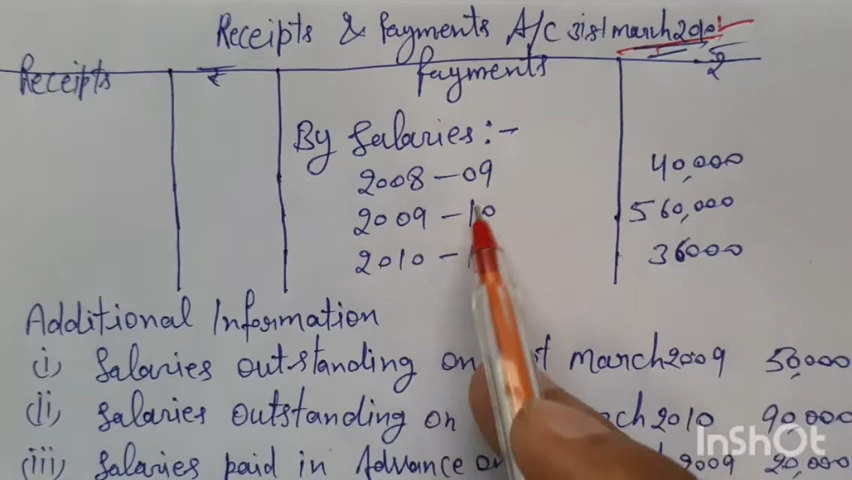 Receipts & Payments A/C 31st march 2010
Receipts ₹ Payments ₹
By Salaries:-
2008-09 40,000
2009-10 560,000
2010- 36000
Additional Information
(i) Salaries outstanding on march 2009 50,000
(ii) Salaries outstanding on 2010 90,000
(iii) Salaries paid in Advance 2009 20,000
InShOt